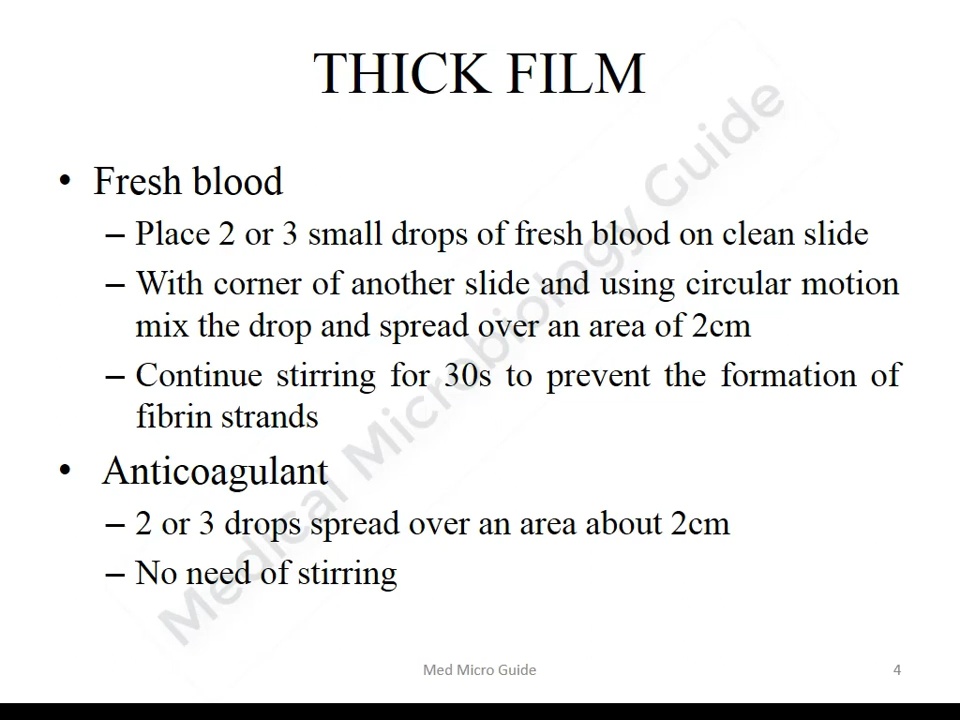 THICK FILM
• Fresh blood
– Place 2 or 3 small drops of fresh blood on clean slide
– With corner of another slide and using circular motion
mix the drop and spread over an area of 2cm
– Continue stirring for 30s to prevent the formation of
fibrin strands
• Anticoagulant
– 2 or 3 drops spread over an area about 2cm
– No need of stirring
Medical Microbiology Guide
Med Micro Guide
4